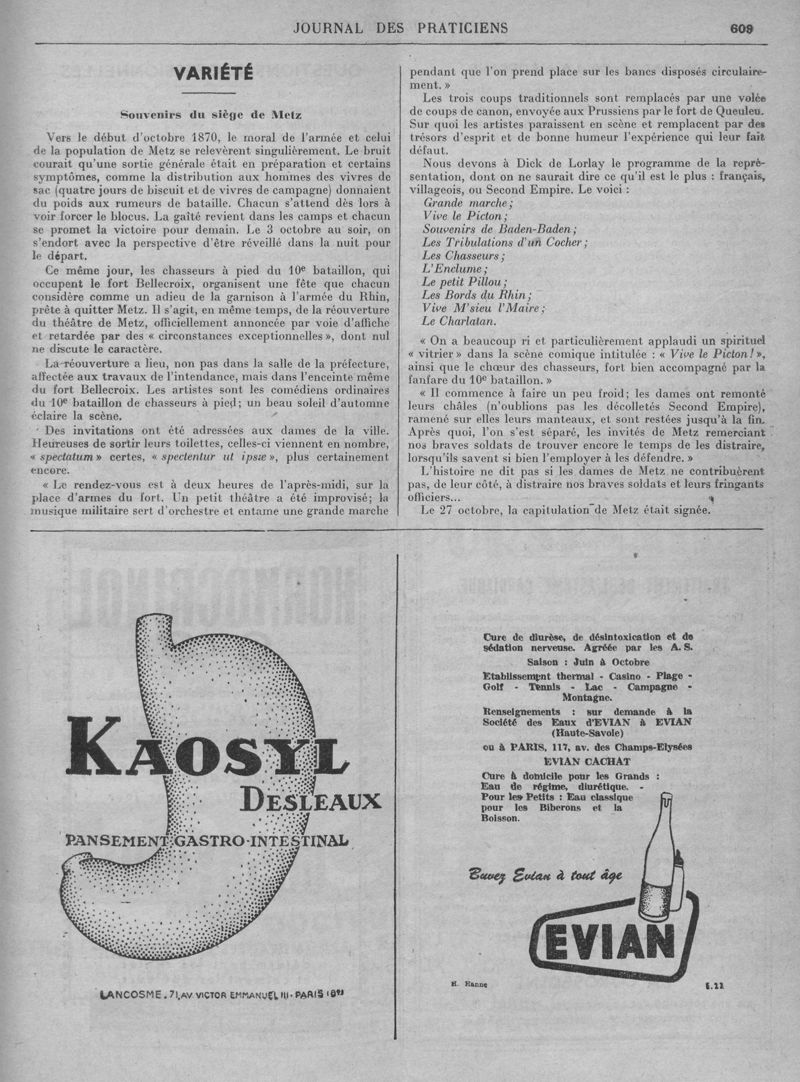 JOURNAL DES PRATICIENS
609
VARIÉTÉ
Souvenirs du siège de Metz
Vers le début d'octobre 1870, le moral de l'armée et celui
de la population de Metz se relevèrent singulièrement. Le bruit
courait qu'une sortie générale était en préparation et certains
symptômes, comme la distribution aux hommes des vivres de
sac (quatre jours de biscuit et de vivres de campagne) donnaient
du poids aux rumeurs de bataille. Chacun s'attend dès lors à
voir forcer le blocus. La gaîté revient dans les camps et chacun
se promet la victoire pour demain. Le 3 octobre au soir, on
s'endort avec la perspective d'être réveillé dans la nuit pour
le départ.
Ce même jour, les chasseurs à pied du 10e bataillon, qui
occupent le fort Bellecroix, organisent une fête que chacun
considère comme un adieu de la garnison à l'armée du Rhin,
prête à quitter Metz. Il s'agit, en même temps, de la réouverture
du théâtre de Metz, officiellement annoncée par voie d'affiche
et retardée par des « circonstances exceptionnelles », dont nul
ne discute le caractère.
La réouverture a lieu, non pas dans la salle de la préfecture,
affectée aux travaux de l'intendance, mais dans l'enceinte même
du fort Bellecroix. Les artistes sont les comédiens ordinaires
du 10e bataillon de chasseurs à pied; un beau soleil d'automne
éclaire la scène.
Des invitations ont été adressées aux dames de la ville.
Heureuses de sortir leurs toilettes, celles-ci viennent en nombre,
« spectatum » certes, « spectentur ut ipsæ », plus certainement
encore.
« Le rendez-vous est à deux heures de l'après-midi, sur la
place d'armes du fort. Un petit théâtre a été improvisé; la
musique militaire sert d'orchestre et entame une grande marche
pendant que l'on prend place sur les bancs disposés circulaire-
ment. »
Les trois coups traditionnels sont remplacés par une volée
de coups de canon, envoyée aux Prussiens par le fort de Queuleu.
Sur quoi les artistes paraissent en scène et remplacent par des
trésors d'esprit et de bonne humeur l'expérience qui leur fait
défaut.
Nous devons à Dick de Lorlay le programme de la repré-
sentation, dont on ne saurait dire ce qu'il est le plus : français,
villageois, ou Second Empire. Le voici :
Grande marche;
Vive le Picton;
Souvenirs de Baden-Baden;
Les Tribulations d'un Cocher;
Les Chasseurs;
L'Enclume;
Le petit Pillou;
Les Bords du Rhin;
Vive M'sieu l'Maire;
Le Charlatan.
« On a beaucoup ri et particulièrement applaudi un spirituel
« vitrier » dans la scène comique intitulée : « Vive le Picton! »,
ainsi que le chœur des chasseurs, fort bien accompagné par la
fanfare du 10e bataillon. »
« Il commence à faire un peu froid; les dames ont remonté
leurs châles (n'oublions pas les décolletés Second Empire),
ramené sur elles leurs manteaux, et sont restées jusqu'à la fin.
Après quoi, l'on s'est séparé, les invités de Metz remerciant
nos braves soldats de trouver encore le temps de les distraire,
lorsqu'ils savent si bien l'employer à les défendre. »
L'histoire ne dit pas si les dames de Metz ne contribuèrent
pas, de leur côté, à distraire nos braves soldats et leurs fringants
officiers...
Le 27 octobre, la capitulation de Metz était signée.
KAOSYL
DESLEAUX
PANSEMENT GASTRO-INTESTINAL
LANCOSME. 71, AV. VICTOR EMMANUEL III - PARIS (8e)
Cure de diurèse, de désintoxication et de
sédation nerveuse. Agréée par les A. S.
Saison : Juin à Octobre
Etablissement thermal - Casino - Plage -
Golf - Tennis - Lac - Campagne -
Montagne.
Renseignements : sur demande à la
Société des Eaux d'EVIAN à EVIAN
(Haute-Savoie)
ou à PARIS, 117, av. des Champs-Elysées
EVIAN CACHAT
Cure à domicile pour les Grands :
Eau de régime, diurétique. -
Pour les Petits : Eau classique
pour les Biberons et la
Boisson.
Buvez Evian à tout âge
EVIAN
H. Hanne